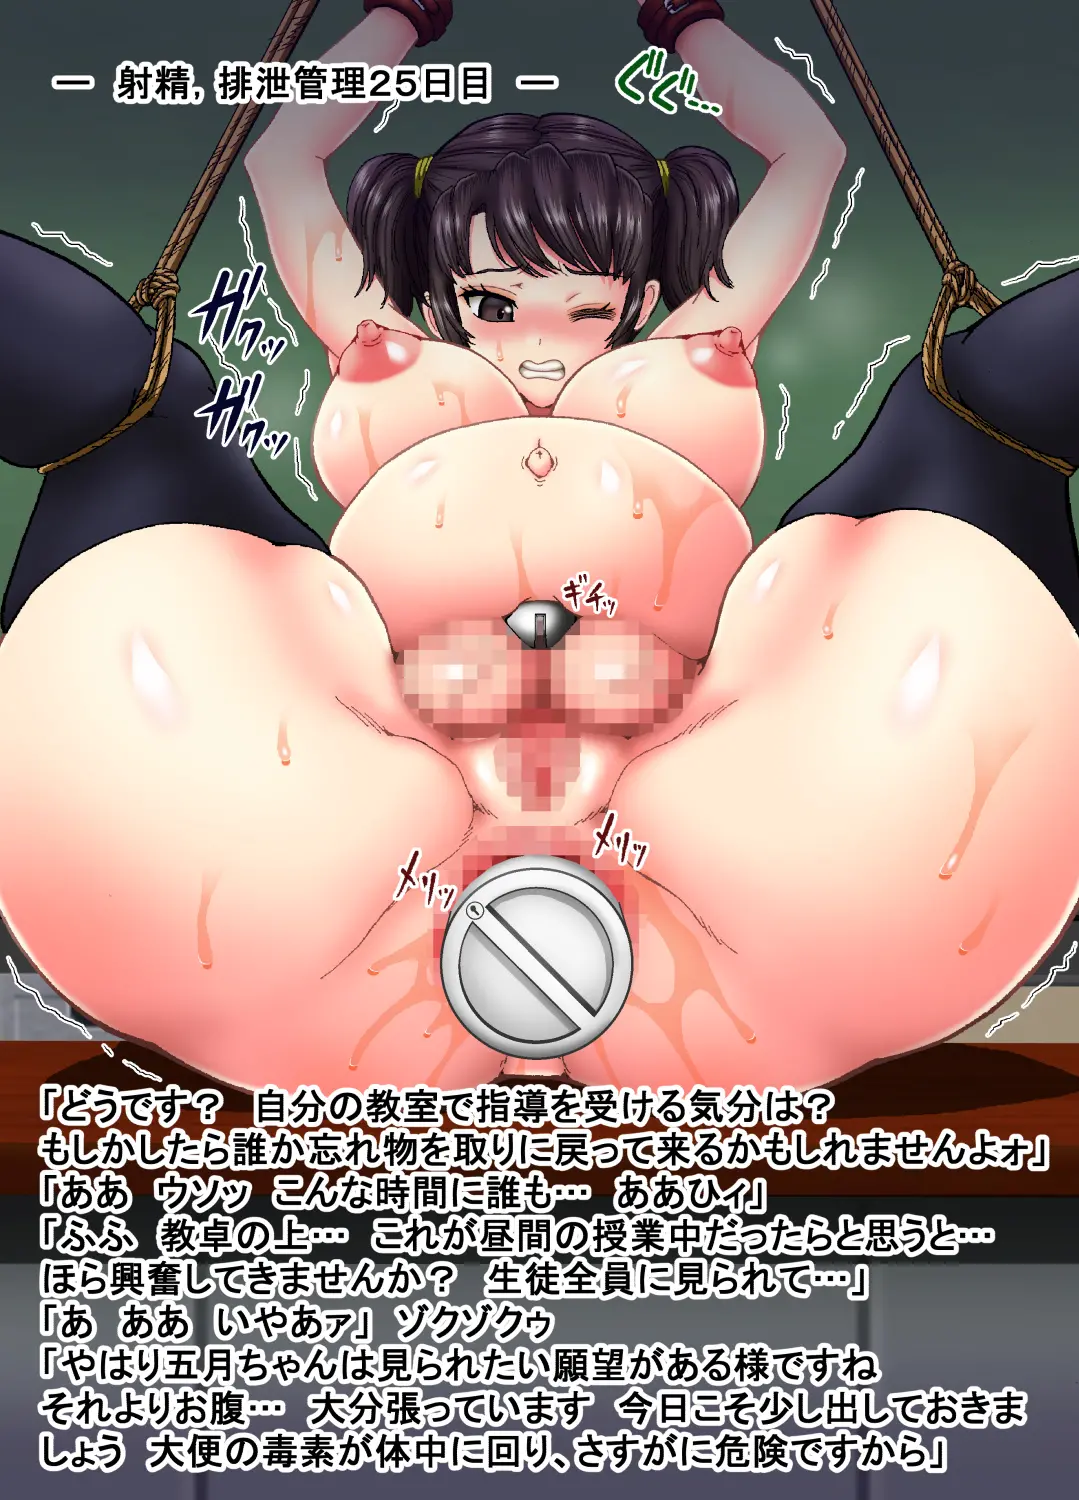 ― 射精，排泄管理２５日目 ―
ググ…
ガクッ
ガクッ
ギチッ
メリッ
メリッ
「どうです？　自分の教室で指導を受ける気分は？
もしかしたら誰か忘れ物を取りに戻って来るかもしれませんよォ」
「ああ　ウソッ　こんな時間に誰も…　ああひィ」
「ふふ　教卓の上…　これが昼間の授業中だったらと思うと…
ほら興奮してきませんか？　生徒全員に見られて…」
「あ　ああ　いやあァ」　ゾクゾクゥ
「やはり五月ちゃんは見られたい願望がある様ですね
それよりお腹…　大分張っています　今日こそ少し出しておきま
しょう　大便の毒素が体中に回り、さすがに危険ですから」